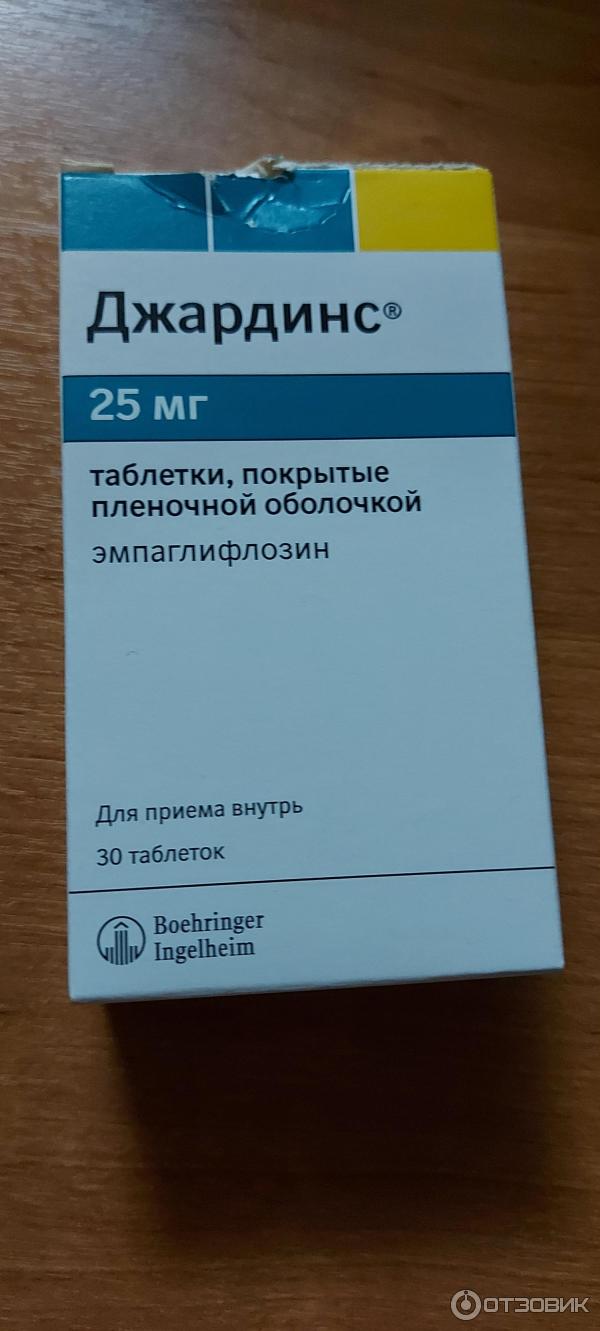 Джардинс®
25 мг
таблетки, покрытые
пленочной оболочкой
эмпаглифлозин
Для приема внутрь
30 таблеток
Boehringer
Ingelheim
ОТЗОВИК